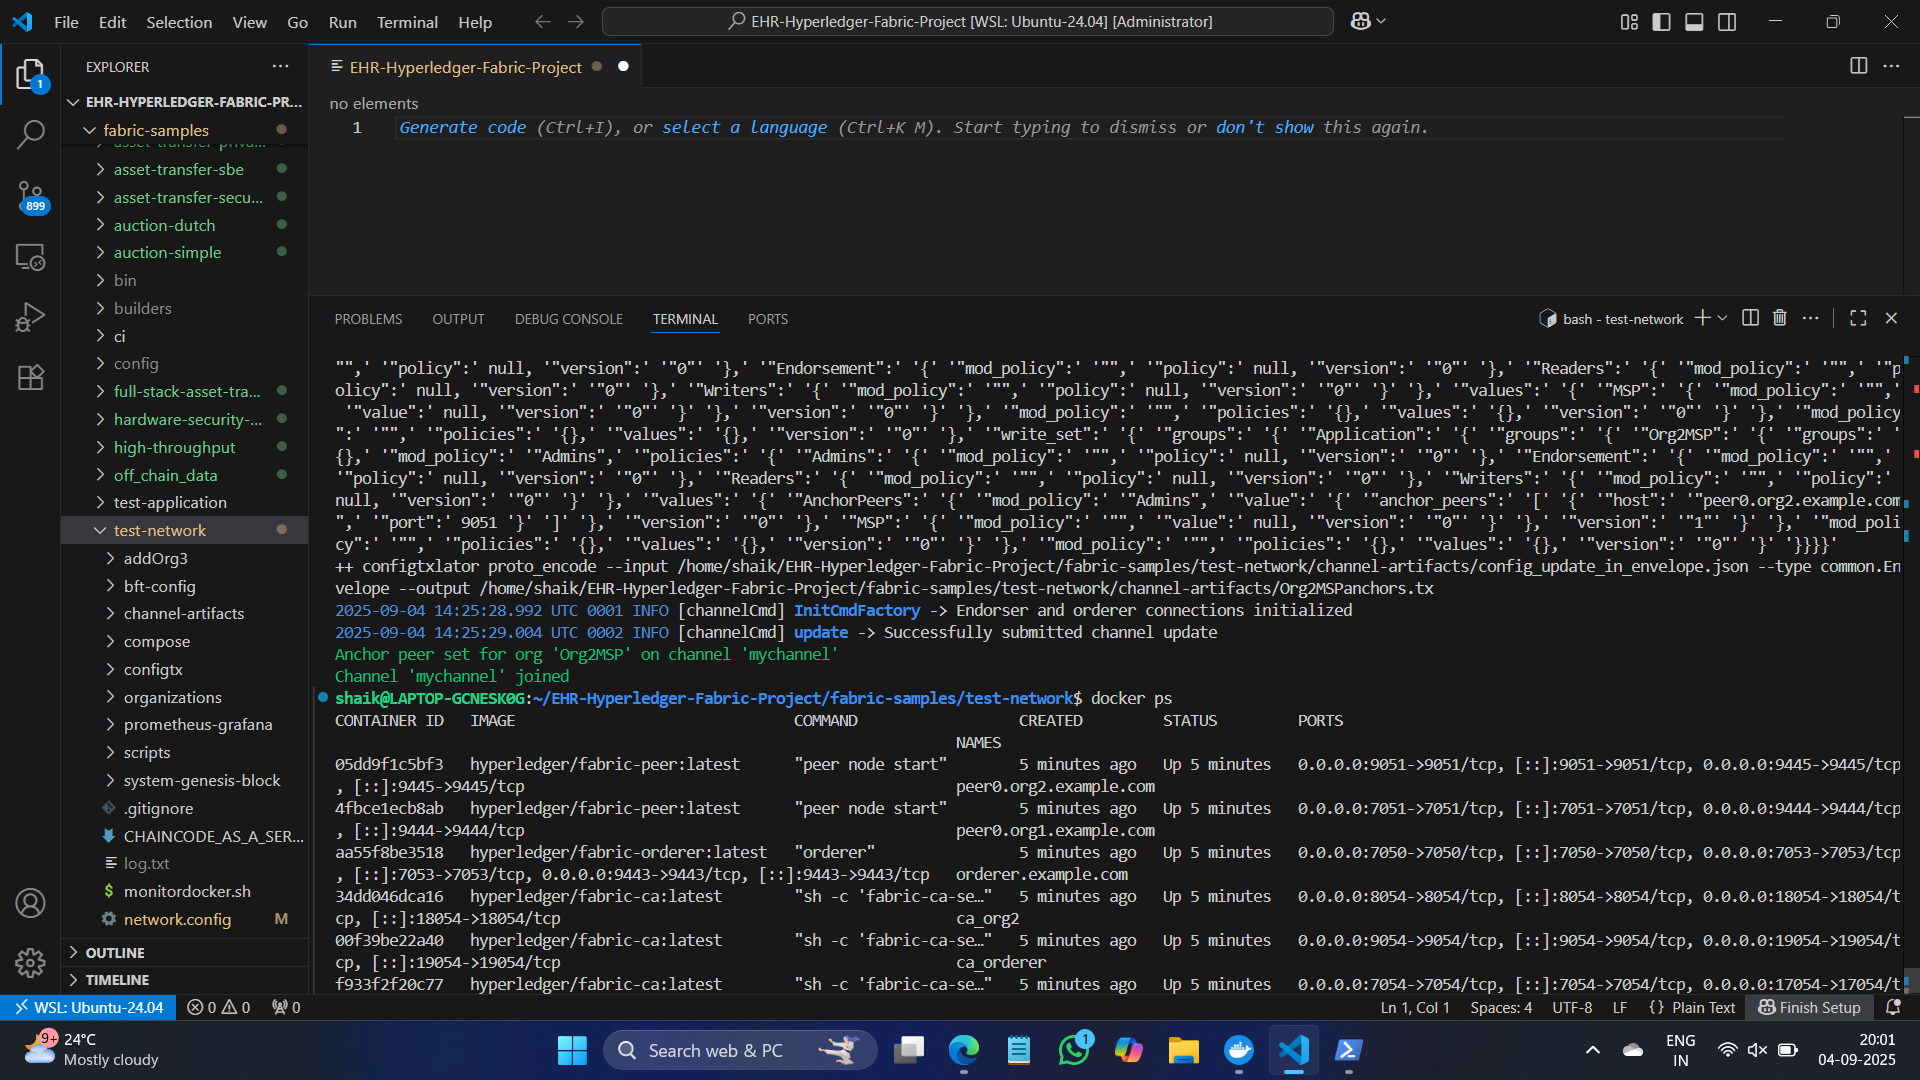 File Edit Selection View Go Run Terminal Help
EHR-Hyperledger-Fabric-Project [WSL: Ubuntu-24.04] [Administrator]
EXPLORER
EHR-HYPERLEDGER-FABRIC-PR...
fabric-samples
asset-transfer-priva...
asset-transfer-sbe
asset-transfer-secu...
auction-dutch
auction-simple
bin
builders
ci
config
full-stack-asset-tra...
hardware-security-...
high-throughput
off_chain_data
test-application
test-network
addOrg3
bft-config
channel-artifacts
compose
configtx
organizations
prometheus-grafana
scripts
system-genesis-block
.gitignore
CHAINCODE_AS_A_SER...
log.txt
$ monitordocker.sh
network.config M
OUTLINE
TIMELINE
1
899
EHR-Hyperledger-Fabric-Project
no elements
1 Generate code (Ctrl+I), or select a language (Ctrl+K M). Start typing to dismiss or don't show this again.
PROBLEMS OUTPUT DEBUG CONSOLE TERMINAL PORTS
bash - test-network
"",' '"policy":' null, '"version":' '"0"' '},' '"Endorsement":' '{' '"mod_policy":' '"",' '"policy":' null, '"version":' '"0"' '},' '"Readers":' '{' '"mod_policy":' '"",' '"p
olicy":' null, '"version":' '"0"' '},' '"Writers":' '{' '"mod_policy":' '"",' '"policy":' null, '"version":' '"0"' '}' '},' '"values":' '{' '"MSP":' '{' '"mod_policy":' '"",'
'"value":' null, '"version":' '"0"' '}' '},' '"version":' '"0"' '}' '},' '"mod_policy":' '"",' '"policies":' '{},' '"values":' '{},' '"version":' '"0"' '}' '},' '"mod_policy
":' '"",' '"policies":' '{},' '"values":' '{},' '"version":' '"0"' '},' '"write_set":' '{' '"groups":' '{' '"Application":' '{' '"groups":' '{' '"Org2MSP":' '{' '"groups":' '
{},' '"mod_policy":' '"Admins",' '"policies":' '{' '"Admins":' '{' '"mod_policy":' '"",' '"policy":' null, '"version":' '"0"' '},' '"Endorsement":' '{' '"mod_policy":' '"",'
'"policy":' null, '"version":' '"0"' '},' '"Readers":' '{' '"mod_policy":' '"",' '"policy":' null, '"version":' '"0"' '},' '"Writers":' '{' '"mod_policy":' '"",' '"policy":'
null, '"version":' '"0"' '}' '},' '"values":' '{' '"AnchorPeers":' '{' '"mod_policy":' '"Admins",' '"value":' '{' '"anchor_peers":' '[' '{' '"host":' '"peer0.org2.example.com
",' '"port":' 9051 '}' ']' '},' '"version":' '"0"' '},' '"MSP":' '{' '"mod_policy":' '"",' '"value":' null, '"version":' '"0"' '}' '},' '"version":' '"1"' '}' '},' '"mod_poli
cy":' '"",' '"policies":' '{},' '"values":' '{},' '"version":' '"0"' '}' '},' '"mod_policy":' '"",' '"policies":' '{},' '"values":' '{},' '"version":' '"0"' '}' '}}}}'
++ configtxlator proto_encode --input /home/shaik/EHR-Hyperledger-Fabric-Project/fabric-samples/test-network/channel-artifacts/config_update_in_envelope.json --type common.En
velope --output /home/shaik/EHR-Hyperledger-Fabric-Project/fabric-samples/test-network/channel-artifacts/Org2MSPanchors.tx
2025-09-04 14:25:28.992 UTC 0001 INFO [channelCmd] InitCmdFactory -> Endorser and orderer connections initialized
2025-09-04 14:25:29.004 UTC 0002 INFO [channelCmd] update -> Successfully submitted channel update
Anchor peer set for org 'Org2MSP' on channel 'mychannel'
Channel 'mychannel' joined
shaik@LAPTOP-GCNESK0G:~/EHR-Hyperledger-Fabric-Project/fabric-samples/test-network$ docker ps
CONTAINER ID IMAGE COMMAND CREATED STATUS PORTS
NAMES
05dd9f1c5bf3 hyperledger/fabric-peer:latest "peer node start" 5 minutes ago Up 5 minutes 0.0.0.0:9051->9051/tcp, [::]:9051->9051/tcp, 0.0.0.0:9445->9445/tcp
, [::]:9445->9445/tcp peer0.org2.example.com
4fbce1ecb8ab hyperledger/fabric-peer:latest "peer node start" 5 minutes ago Up 5 minutes 0.0.0.0:7051->7051/tcp, [::]:7051->7051/tcp, 0.0.0.0:9444->9444/tcp
, [::]:9444->9444/tcp peer0.org1.example.com
aa55f8be3518 hyperledger/fabric-orderer:latest "orderer" 5 minutes ago Up 5 minutes 0.0.0.0:7050->7050/tcp, [::]:7050->7050/tcp, 0.0.0.0:7053->7053/tcp
, [::]:7053->7053/tcp, 0.0.0.0:9443->9443/tcp, [::]:9443->9443/tcp orderer.example.com
34dd046dca16 hyperledger/fabric-ca:latest "sh -c 'fabric-ca-se…" 5 minutes ago Up 5 minutes 0.0.0.0:8054->8054/tcp, [::]:8054->8054/tcp, 0.0.0.0:18054->18054/t
cp, [::]:18054->18054/tcp ca_org2
00f39be22a40 hyperledger/fabric-ca:latest "sh -c 'fabric-ca-se…" 5 minutes ago Up 5 minutes 0.0.0.0:9054->9054/tcp, [::]:9054->9054/tcp, 0.0.0.0:19054->19054/t
cp, [::]:19054->19054/tcp ca_orderer
f933f2f20c77 hyperledger/fabric-ca:latest "sh -c 'fabric-ca-se…" 5 minutes ago Up 5 minutes 0.0.0.0:7054->7054/tcp, [::]:7054->7054/tcp, 0.0.0.0:17054->17054/t
WSL: Ubuntu-24.04 0 0 0 Ln 1, Col 1 Spaces: 4 UTF-8 LF {} Plain Text Finish Setup
9+ 24°C
Mostly cloudy
Search web & PC
1
ENG
IN
20:01
04-09-2025